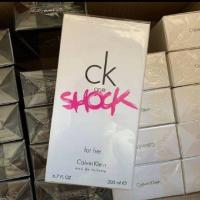 ck
one
SHOCK
for her
Calvin Klein
eau de toilette
6.7 FL.OZ
200 ml ℮